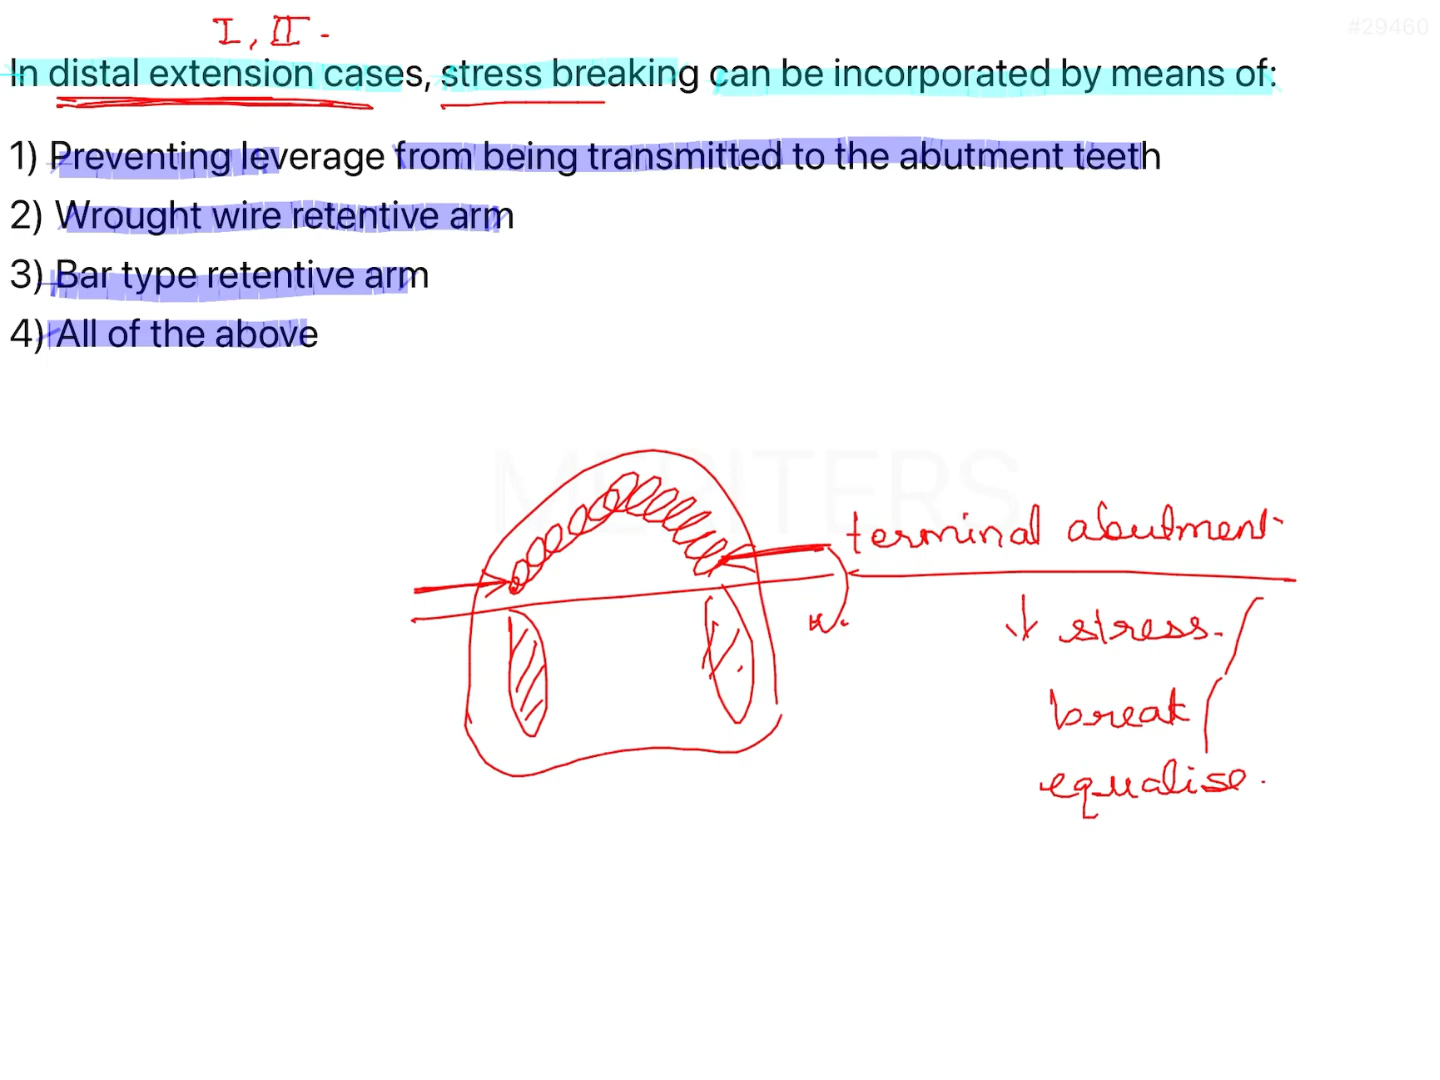 #29460
I, II -
In distal extension cases, stress breaking can be incorporated by means of:
1) Preventing leverage from being transmitted to the abutment teeth
2) Wrought wire retentive arm
3) Bar type retentive arm
4) All of the above
MERITERS
terminal abutment
↓ stress.
break
equalise.